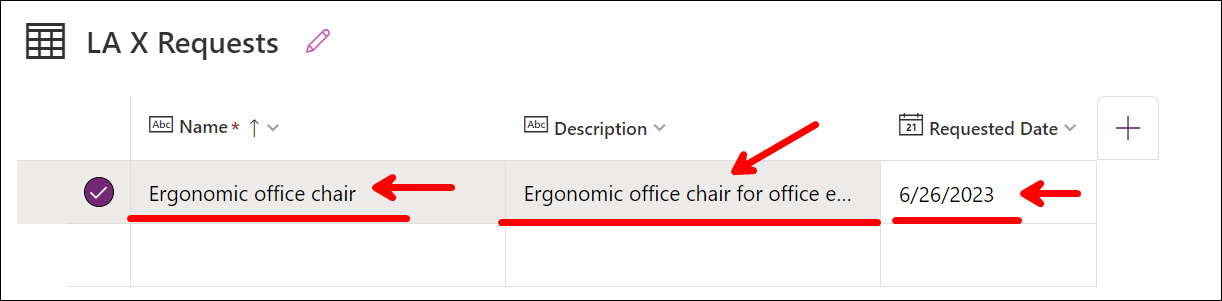 LA X Requests
Abc Name * ↑ Abc Description 21 Requested Date
Ergonomic office chair Ergonomic office chair for office e... 6/26/2023